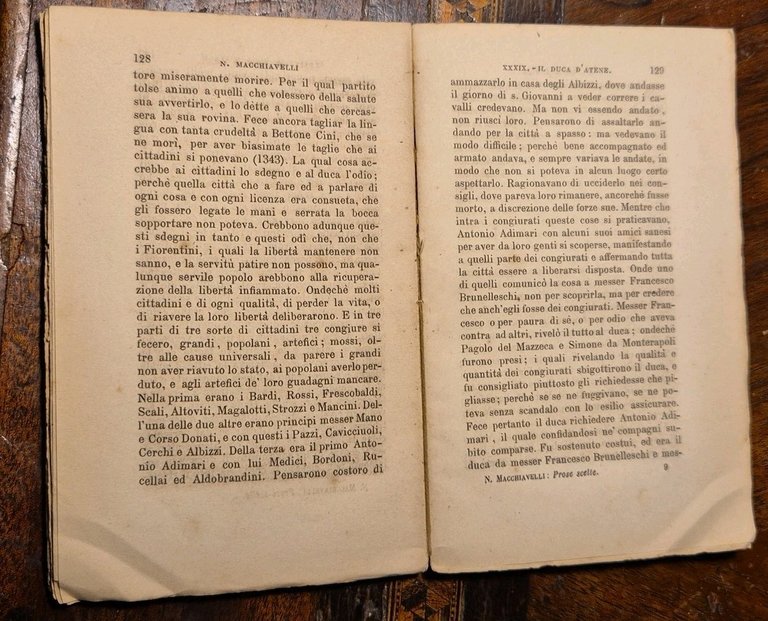 128
N. MACCHIAVELLI
tore miseramente morire. Per il qual partito
tolse animo a quelli che volessero della salute
sua avvertirlo, e lo dètte a quelli che cercas-
sera la sua rovina. Fece ancora tagliar la lin-
gua con tanta crudeltà a Bettone Cini, che se
ne morì, per aver biasimate le taglie che ai
cittadini si ponevano (1343). La qual cosa ac-
crebbe ai cittadini lo sdegno e al duca l'odio;
perché quella città che a fare ed a parlare di
ogni cosa e con ogni licenza era consueta, che
gli fossero legate le mani e serrata la bocca
sopportare non poteva. Crebbono adunque que-
sti sdegni in tanto e questi odî, che, non che
i Fiorentini, i quali la libertà mantenere non
sanno, e la servitù patire non possono, ma qua-
lunque servile popolo arebbono alla ricupera-
zione della libertà infiammato. Ondeché molti
cittadini e di ogni qualità, di perder la vita, o
di riavere la loro libertà deliberarono. E in tre
parti di tre sorte di cittadini tre congiure si
fecero, grandi, popolani, artefici; mossi, ol-
tre alle cause universali, da parere i grandi
non aver riavuto lo stato, ai popolani averlo per-
duto, e agli artefici de' loro guadagni mancare.
Nella prima erano i Bardi, Rossi, Frescobaldi,
Scali, Altoviti, Magalotti, Strozzi e Mancini. Del-
l'una delle due altre erano principi messer Mano
e Corso Donati, e con questi i Pazzi, Cavicciuoli,
Cerchi e Albizzi. Della terza era il primo Anto-
nio Adimari e con lui Medici, Bordoni, Ru-
cellai ed Aldobrandini. Pensarono costoro di
XXXIX. - IL DUCA D'ATENE.
129
ammazzarlo in casa degli Albizzi, dove andasse
il giorno di s. Giovanni a veder correre i ca-
valli credevano. Ma non vi essendo andato,
non riuscì loro. Pensarono di assaltarlo an-
dando per la città a spasso: ma vedevano il
modo difficile; perché bene accompagnato ed
armato andava, e sempre variava le andate, in
modo che non si poteva in alcun luogo certo
aspettarlo. Ragionavano di ucciderlo nei con-
sigli, dove pareva loro rimanere, ancorché fusse
morto, a discrezione delle forze sue. Mentre che
intra i congiurati queste cose si praticavano,
Antonio Adimari con alcuni suoi amici sanesi
per aver da loro genti si scoperse, manifestando
a quelli parte dei congiurati e affermando tutta
la città essere a liberarsi disposta. Onde uno
di quelli comunicò la cosa a messer Francesco
Brunelleschi, non per scoprirla, ma per credere
che anch'egli fosse dei congiurati. Messer Fran-
cesco o per paura di sé, o per odio che aveva
contra ad altri, rivelò il tutto al duca; ondeché
Pagolo del Mazzeca e Simone da Monterapoli
furono presi; i quali rivelando la qualità e
quantità dei congiurati sbigottirono il duca, e
fu consigliato piuttosto gli richiedesse che pi-
gliasse; perché se se ne fuggivano, se ne po-
teva senza scandalo con lo esilio assicurare.
Fece pertanto il duca richiedere Antonio Adi-
mari, il quale confidandosi ne' compagni su-
bito comparse. Fu sostenuto costui, ed era il
duca da messer Francesco Brunelleschi e mes-
N. MACCHIAVELLI: Prose scelte.
9